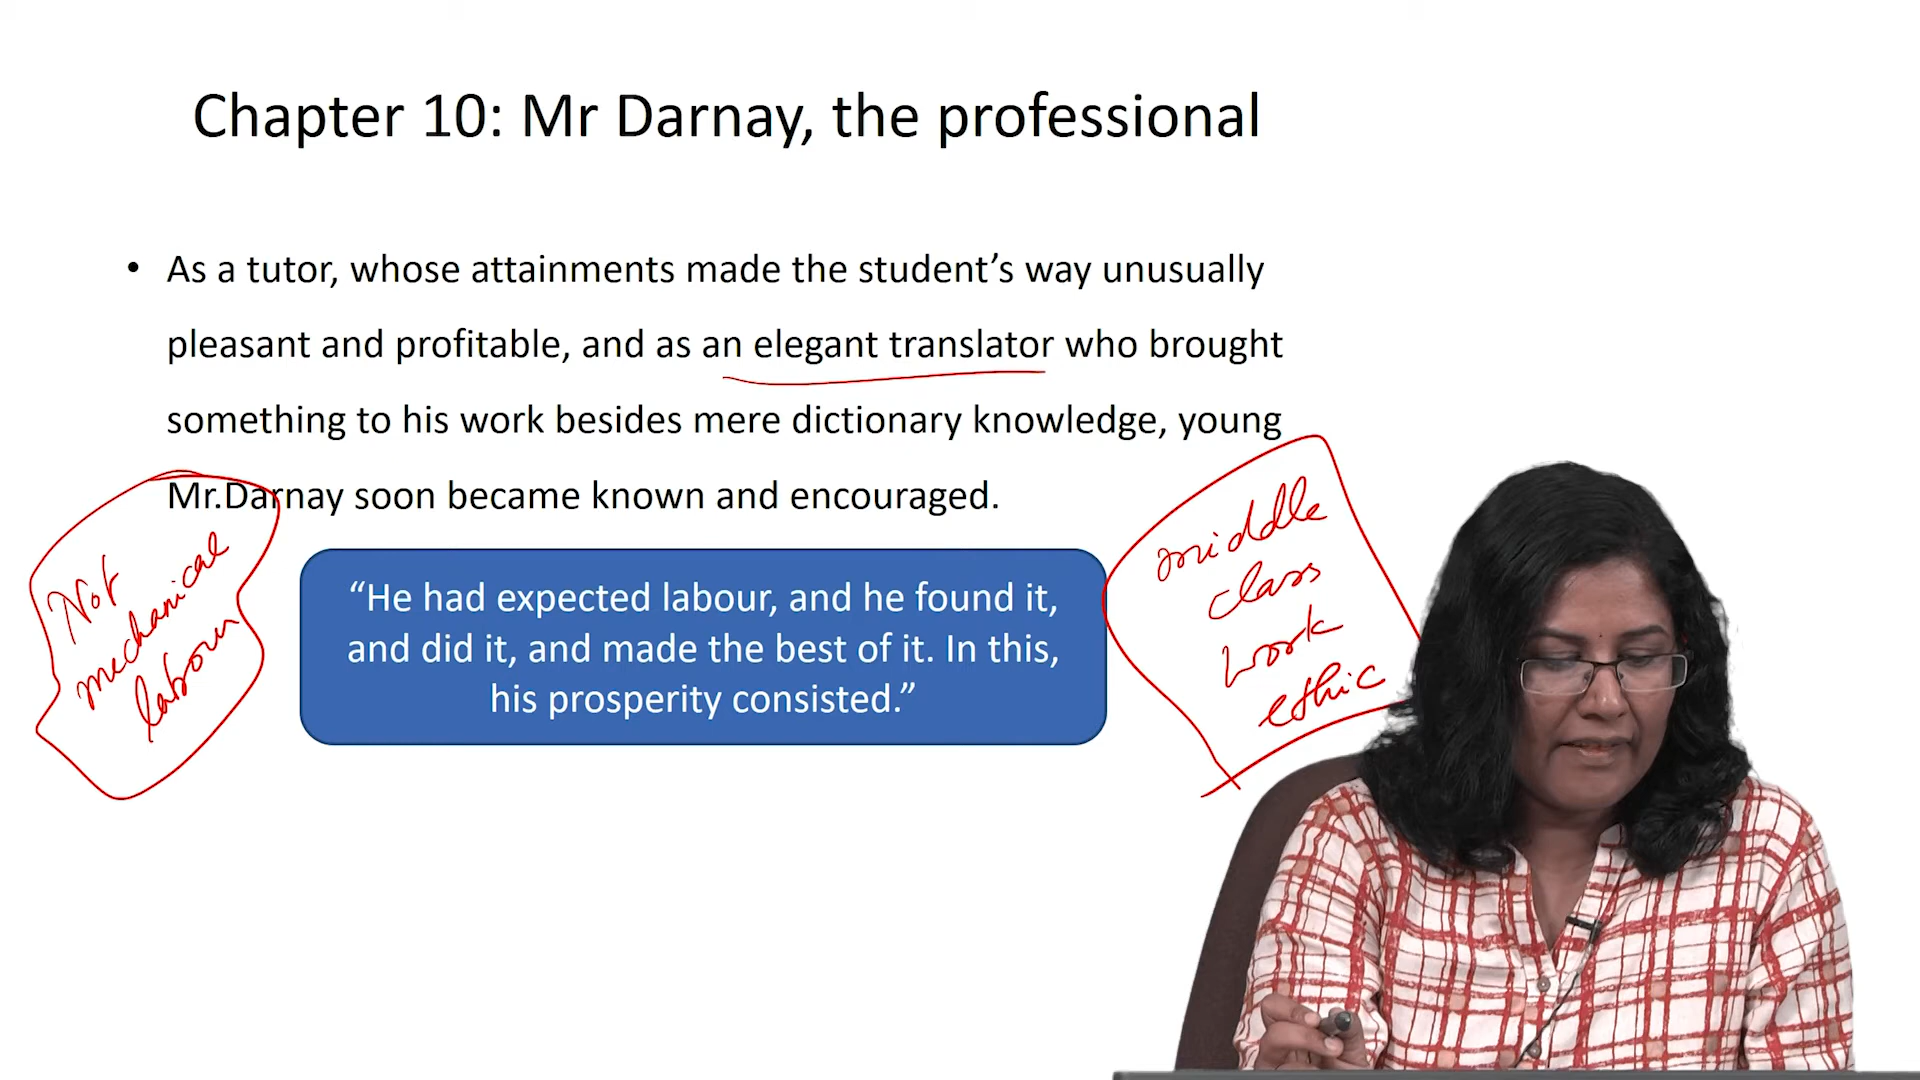 Chapter 10: Mr Darnay, the professional
• As a tutor, whose attainments made the student’s way unusually
pleasant and profitable, and as an elegant translator who brought
something to his work besides mere dictionary knowledge, young
Mr.Darnay soon became known and encouraged.
Not
mechanical
labour
“He had expected labour, and he found it,
and did it, and made the best of it. In this,
his prosperity consisted.”
middle
class
work
ethic